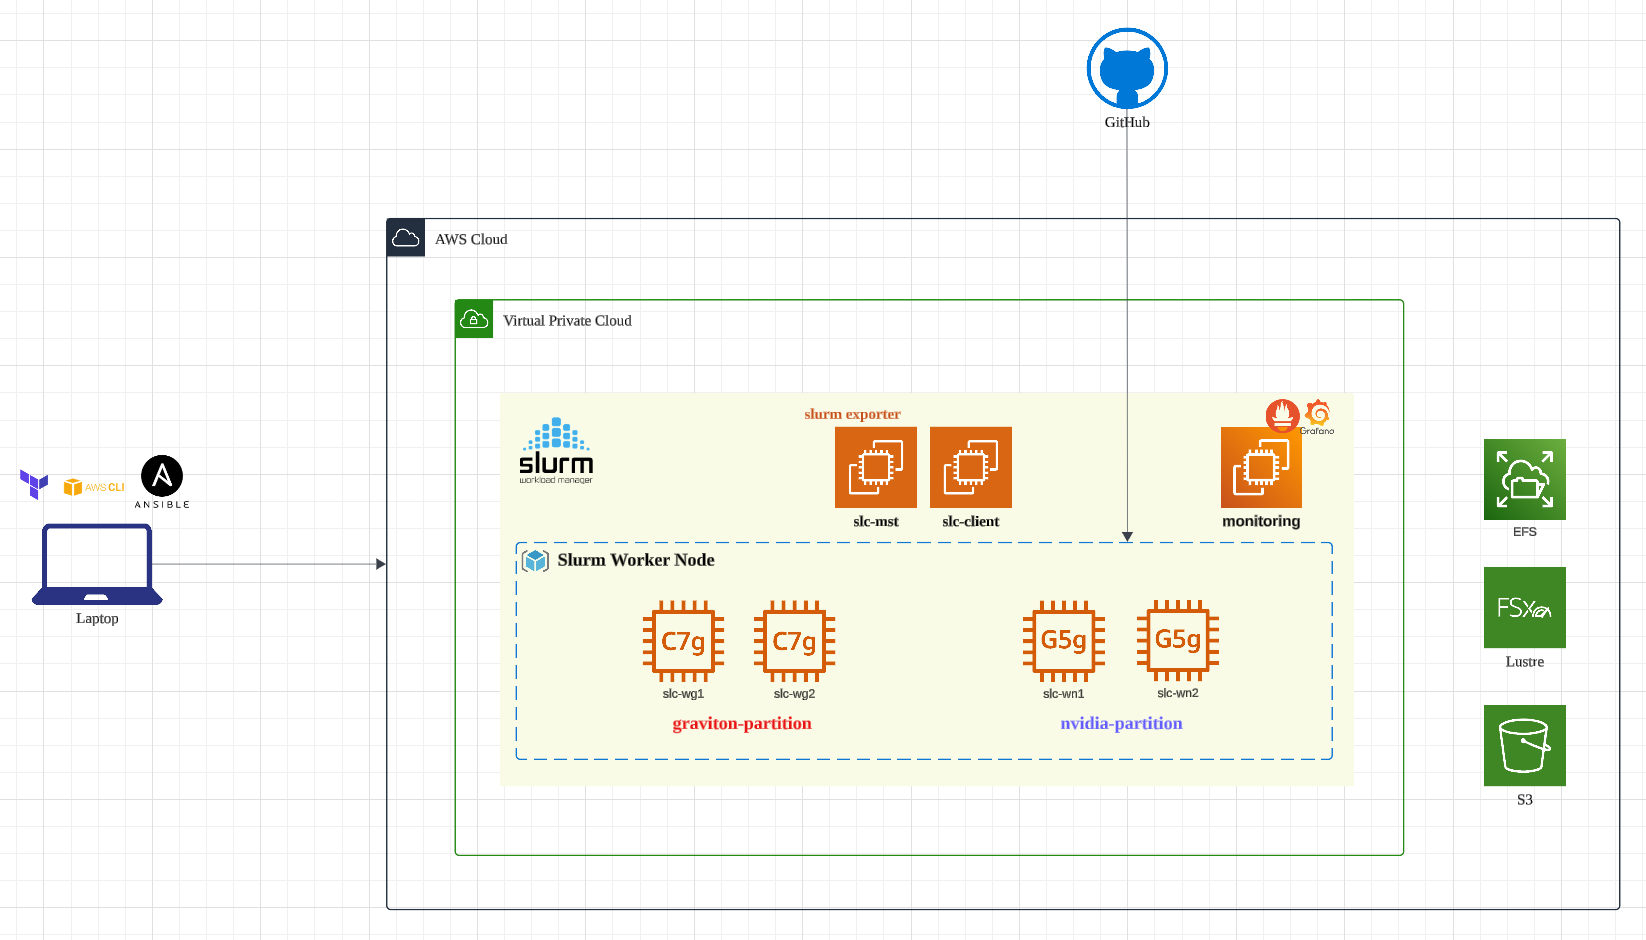 GitHub
AWS Cloud
Virtual Private Cloud
slurm exporter
slurm
workload manager
Grafana
slc-mst
slc-client
monitoring
AWS CLI
ANSIBLE
Laptop
EFS
Slurm Worker Node
C7g
C7g
G5g
G5g
slc-wg1
slc-wg2
slc-wn1
slc-wn2
graviton-partition
nvidia-partition
FSx
Lustre
S3